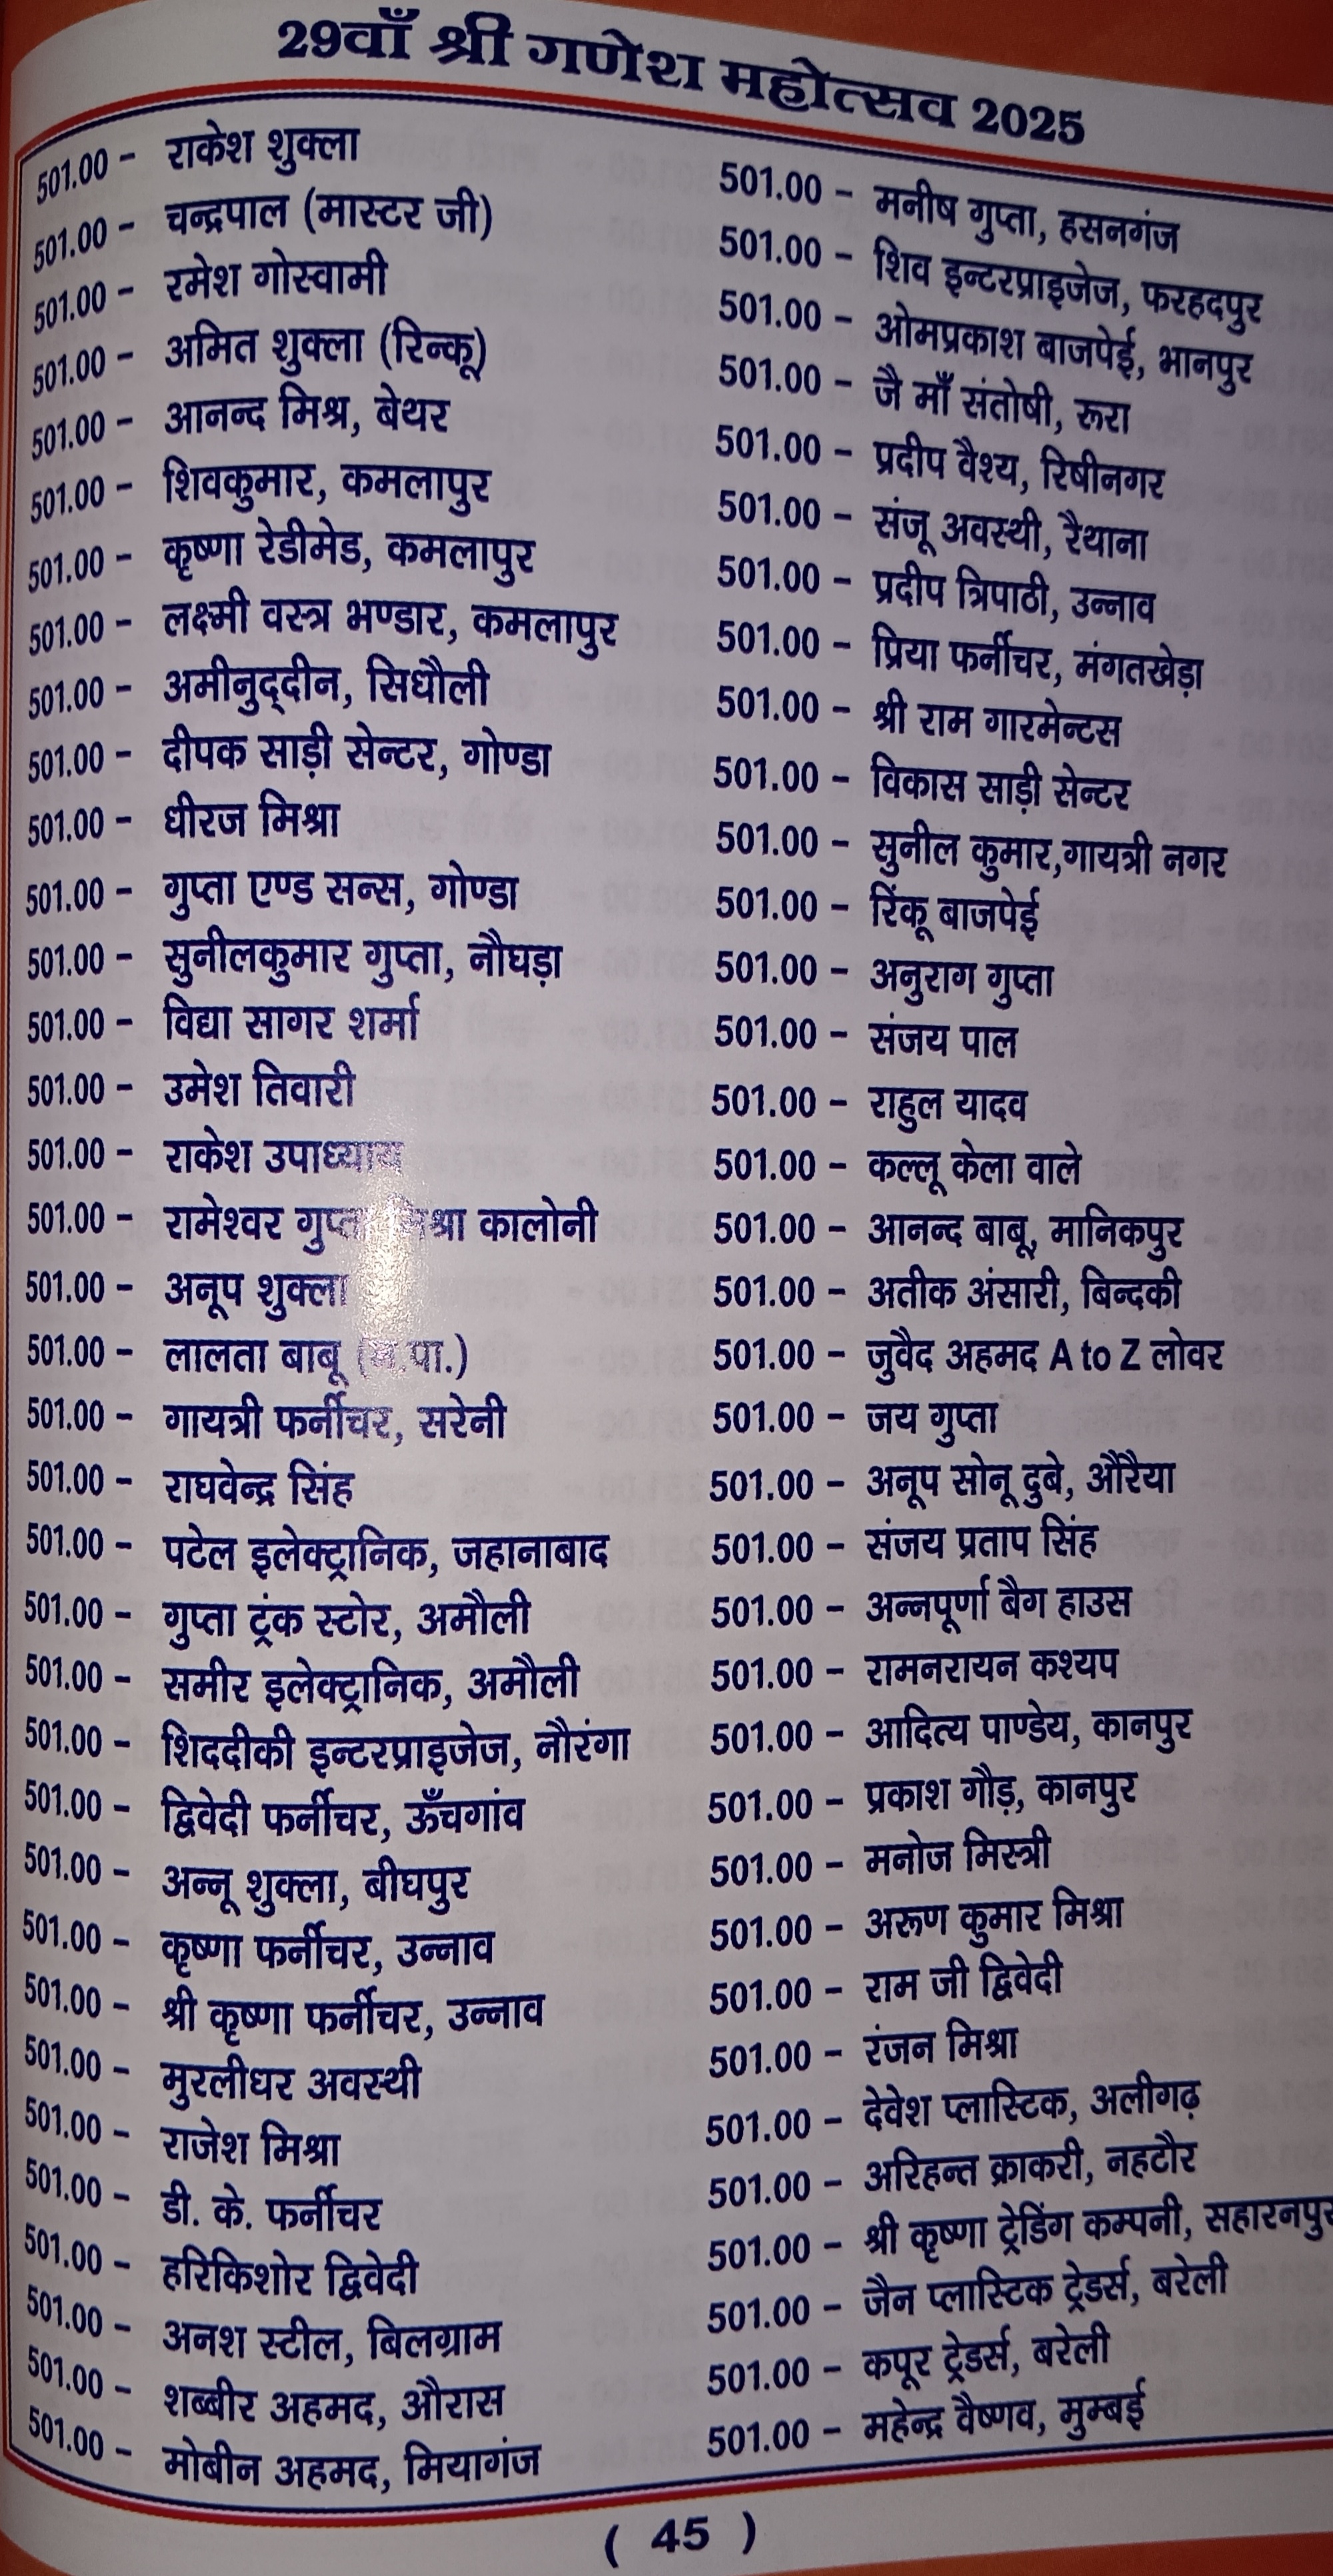 29वाँ श्री गणेश महोत्सव 2025
501.00 - राकेश शुक्ला
501.00 - चन्द्रपाल (मास्टर जी)
501.00 - रमेश गोस्वामी
501.00 - अमित शुक्ला (रिन्कू)
501.00 - आनन्द मिश्र, बेथर
501.00 - शिवकुमार, कमलापुर
501.00 - कृष्णा रेडीमेड, कमलापुर
501.00 - लक्ष्मी वस्त्र भण्डार, कमलापुर
501.00 - अमीनुद्दीन, सिधौली
501.00 - दीपक साड़ी सेन्टर, गोण्डा
501.00 - धीरज मिश्रा
501.00 - गुप्ता एण्ड सन्स, गोण्डा
501.00 - सुनीलकुमार गुप्ता, नौघड़ा
501.00 - विद्या सागर शर्मा
501.00 - उमेश तिवारी
501.00 - राकेश उपाध्याय
501.00 - रामेश्वर गुप्ता मिश्रा कालोनी
501.00 - अनूप शुक्ला
501.00 - लालता बाबू
501.00 - गायत्री फर्नीचर, सरेनी
501.00 - राघवेन्द्र सिंह
501.00 - पटेल इलेक्ट्रानिक, जहानाबाद
501.00 - गुप्ता ट्रंक स्टोर, अमौली
501.00 - समीर इलेक्ट्रानिक, अमौली
501.00 - शिददीकी इन्टरप्राइजेज, नौरंगा
501.00 - द्विवेदी फर्नीचर, ऊँचगांव
501.00 - अन्नू शुक्ला, बीघपुर
501.00 - कृष्णा फर्नीचर, उन्नाव
501.00 - श्री कृष्णा फर्नीचर, उन्नाव
501.00 - मुरलीधर अवस्थी
501.00 - राजेश मिश्रा
501.00 - डी. के. फर्नीचर
501.00 - हरिकिशोर द्विवेदी
501.00 - अनश स्टील, बिलग्राम
501.00 - शब्बीर अहमद, औरास
501.00 - मोबीन अहमद, मियागंज
501.00 - मनीष गुप्ता, हसनगंज
501.00 - शिव इन्टरप्राइजेज, फरहदपुर
501.00 - ओमप्रकाश बाजपेई, भानपुर
501.00 - जै माँ संतोषी, रूरा
501.00 - प्रदीप वैश्य, रिषीनगर
501.00 - संजू अवस्थी, रैथाना
501.00 - प्रदीप त्रिपाठी, उन्नाव
501.00 - प्रिया फर्नीचर, मंगतखेड़ा
501.00 - श्री राम गारमेन्टस
501.00 - विकास साड़ी सेन्टर
501.00 - सुनील कुमार,गायत्री नगर
501.00 - रिंकू बाजपेई
501.00 - अनुराग गुप्ता
501.00 - संजय पाल
501.00 - राहुल यादव
501.00 - कल्लू केला वाले
501.00 - आनन्द बाबू, मानिकपुर
501.00 - अतीक अंसारी, बिन्दकी
501.00 - जुवैद अहमद A to Z लोवर
501.00 - जय गुप्ता
501.00 - अनूप सोनू दुबे, औरैया
501.00 - संजय प्रताप सिंह
501.00 - अन्नपूर्णा बैग हाउस
501.00 - रामनरायन कश्यप
501.00 - आदित्य पाण्डेय, कानपुर
501.00 - प्रकाश गौड़, कानपुर
501.00 - मनोज मिस्त्री
501.00 - अरूण कुमार मिश्रा
501.00 - राम जी द्विवेदी
501.00 - रंजन मिश्रा
501.00 - देवेश प्लास्टिक, अलीगढ़
501.00 - अरिहन्त क्राकरी, नहटौर
501.00 - श्री कृष्णा ट्रेडिंग कम्पनी, सहारनपुर
501.00 - जैन प्लास्टिक ट्रेडर्स, बरेली
501.00 - कपूर ट्रेडर्स, बरेली
501.00 - महेन्द्र वैष्णव, मुम्बई
( 45 )